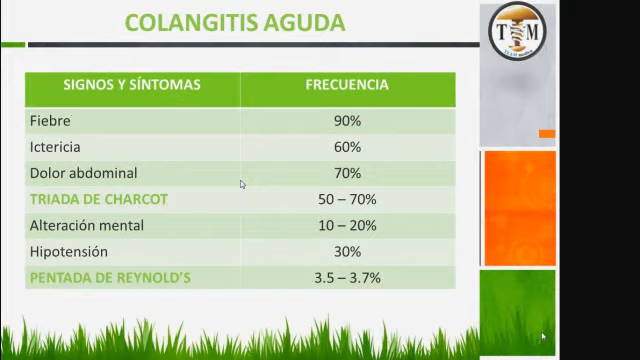 COLANGITIS AGUDA
SIGNOS Y SÍNTOMAS FRECUENCIA
Fiebre 90%
Ictericia 60%
Dolor abdominal 70%
TRIADA DE CHARCOT 50 – 70%
Alteración mental 10 – 20%
Hipotensión 30%
PENTADA DE REYNOLD'S 3.5 – 3.7%
T M